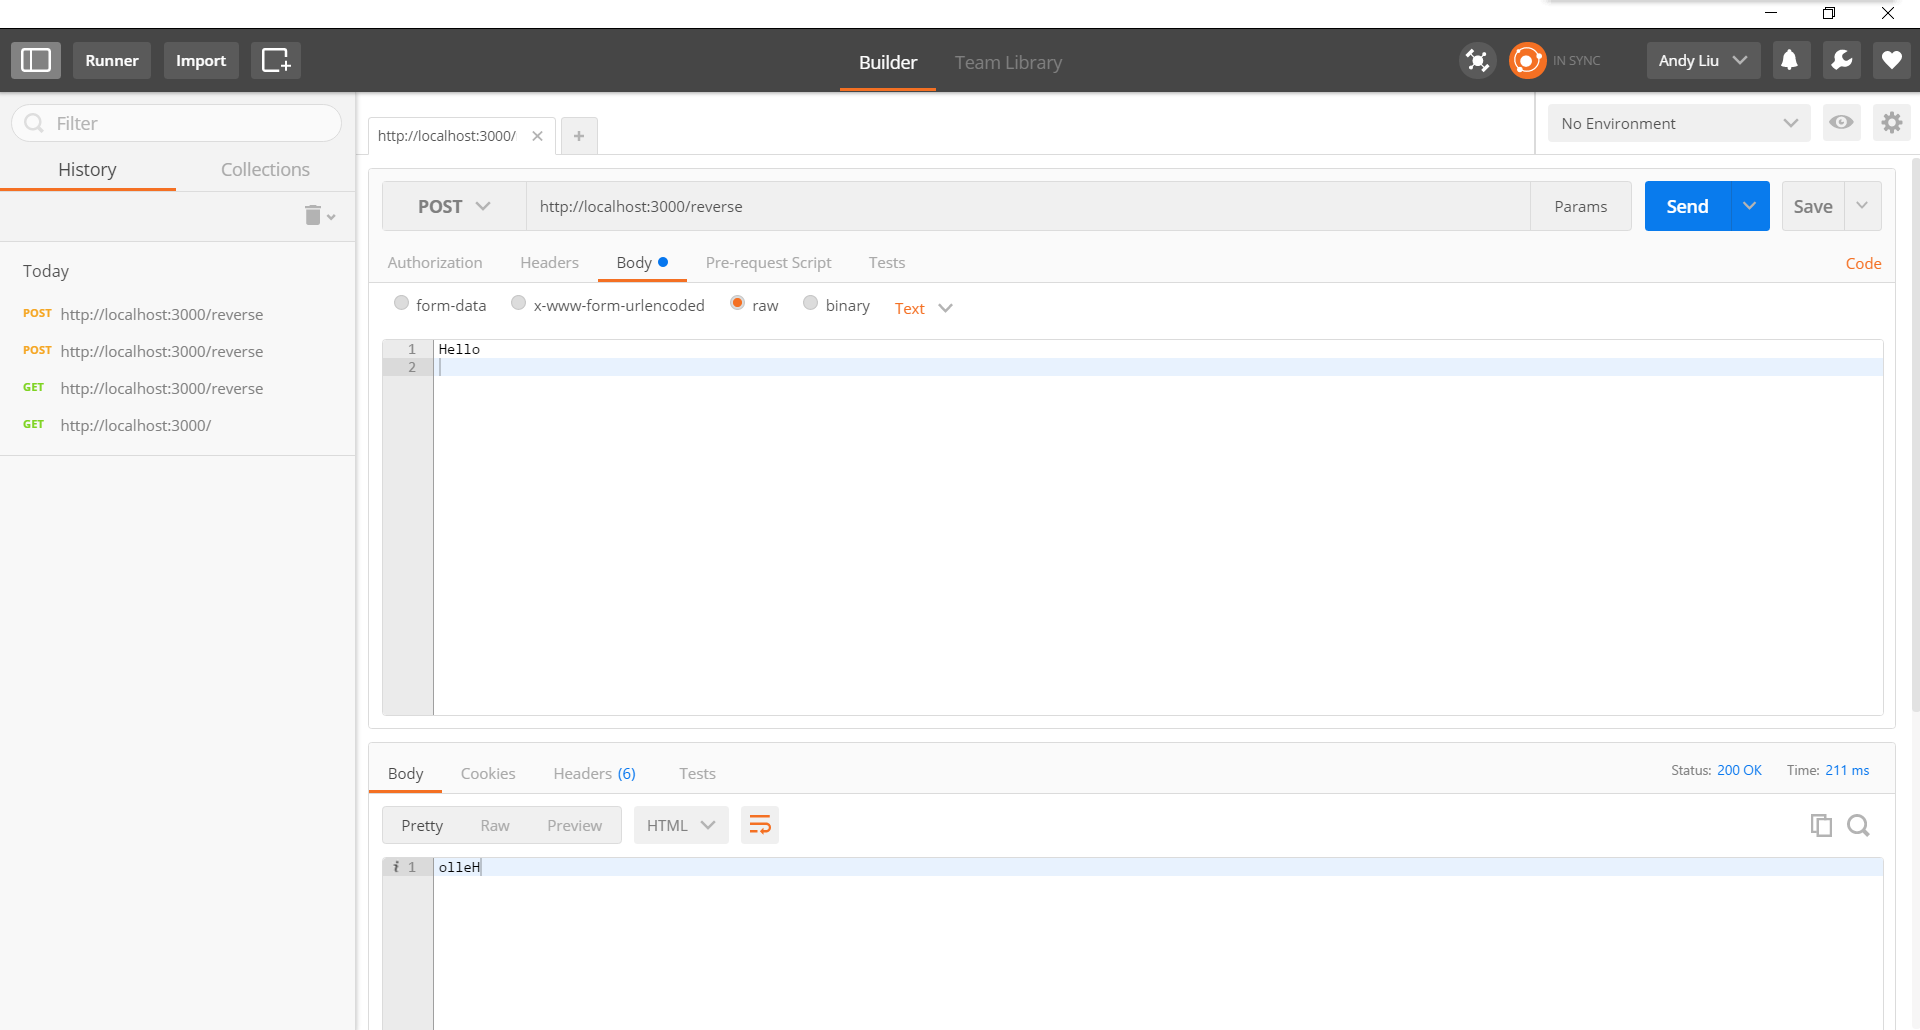 Runner Import Builder Team Library IN SYNC Andy Liu
Filter
History Collections
Today
POST http://localhost:3000/reverse
POST http://localhost:3000/reverse
GET http://localhost:3000/reverse
GET http://localhost:3000/
http://localhost:3000/ No Environment
POST http://localhost:3000/reverse Params Send Save
Authorization Headers Body Pre-request Script Tests Code
form-data x-www-form-urlencoded raw binary Text
1 Hello
2
Body Cookies Headers (6) Tests Status: 200 OK Time: 211 ms
Pretty Raw Preview HTML
i 1 olleH